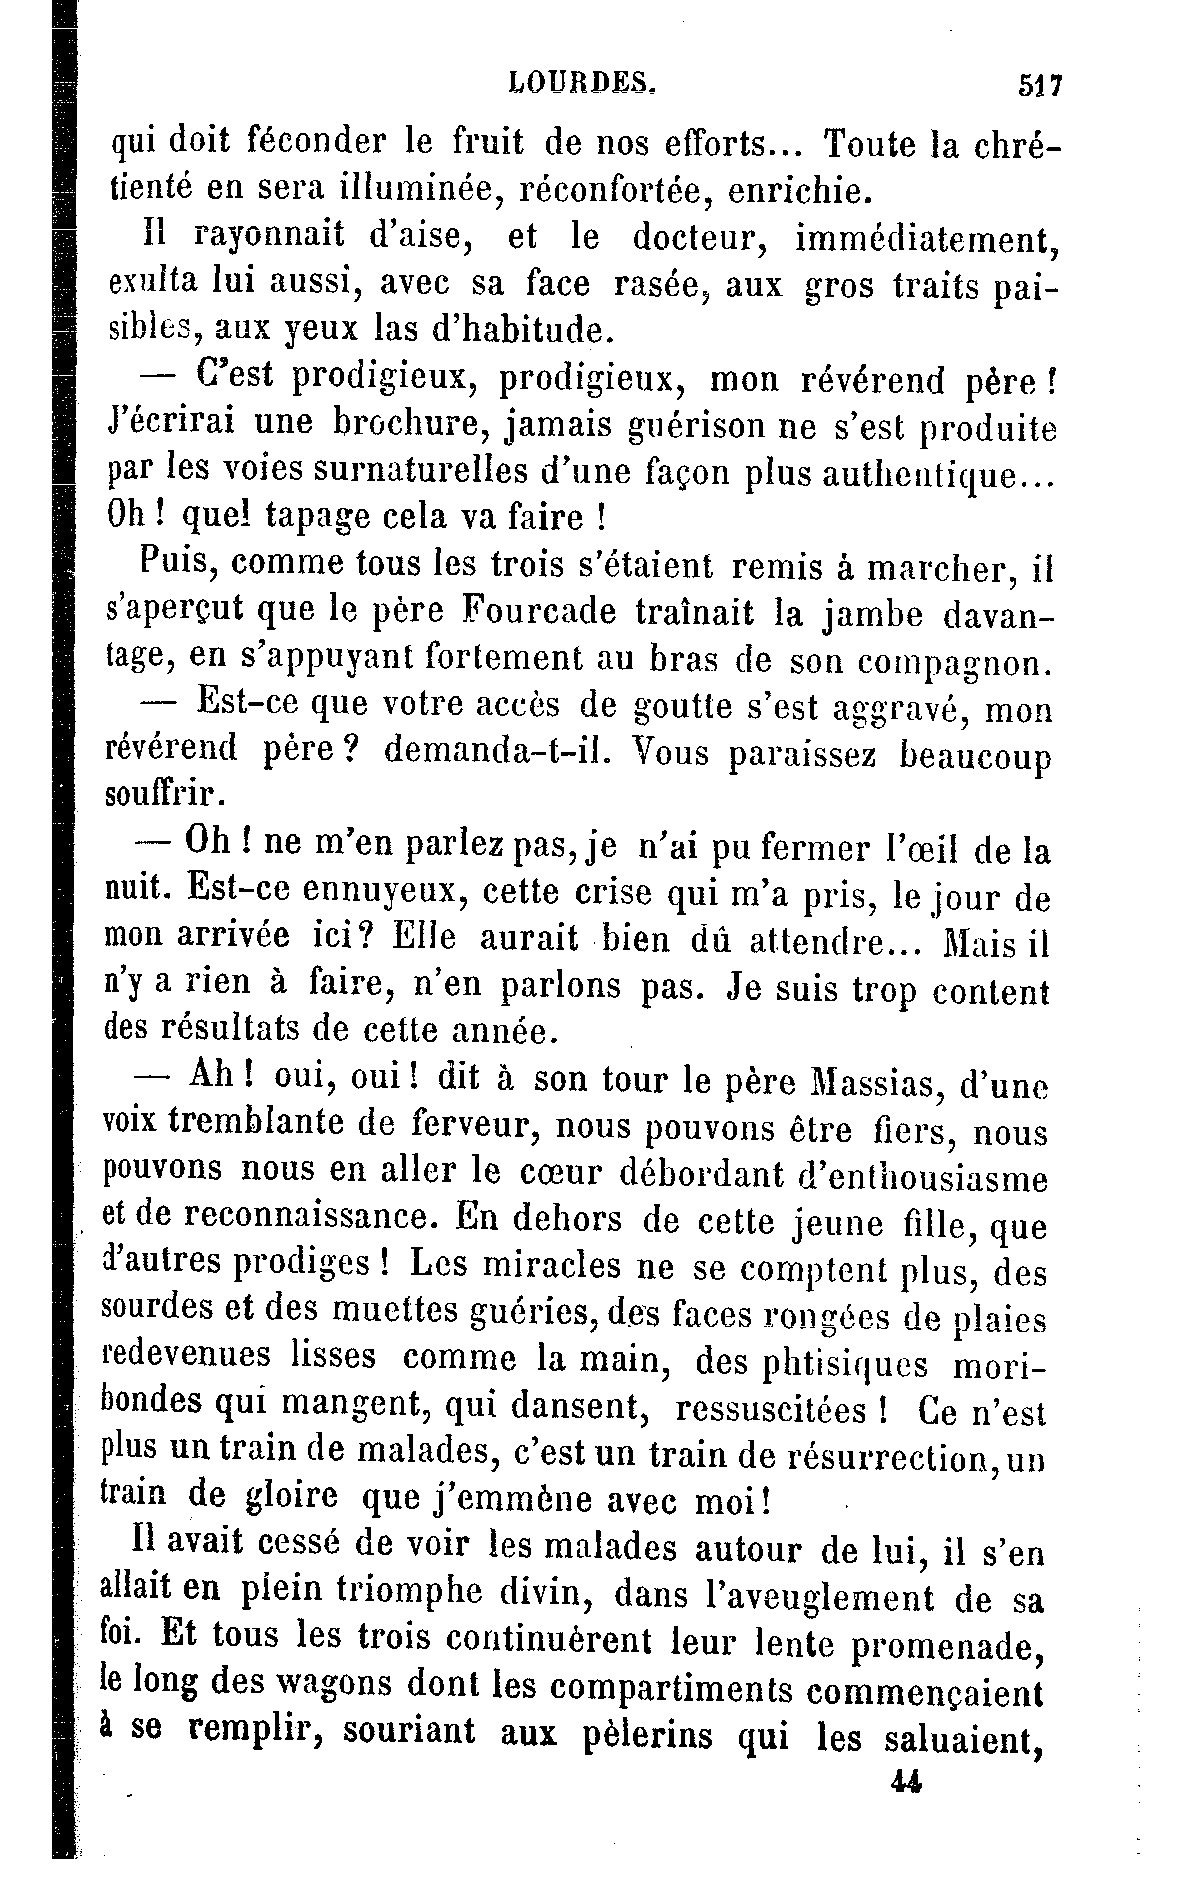 LOURDES. 517
qui doit féconder le fruit de nos efforts... Toute la chré-
tienté en sera illuminée, réconfortée, enrichie.
Il rayonnait d'aise, et le docteur, immédiatement,
exulta lui aussi, avec sa face rasée, aux gros traits pai-
sibles, aux yeux las d'habitude.
— C'est prodigieux, prodigieux, mon révérend père !
J'écrirai une brochure, jamais guérison ne s'est produite
par les voies surnaturelles d'une façon plus authentique...
Oh ! quel tapage cela va faire !
Puis, comme tous les trois s'étaient remis à marcher, il
s'aperçut que le père Fourcade traînait la jambe davan-
tage, en s'appuyant fortement au bras de son compagnon.
— Est-ce que votre accès de goutte s'est aggravé, mon
révérend père ? demanda-t-il. Vous paraissez beaucoup
souffrir.
— Oh ! ne m'en parlez pas, je n'ai pu fermer l'œil de la
nuit. Est-ce ennuyeux, cette crise qui m'a pris, le jour de
mon arrivée ici ? Elle aurait bien dû attendre... Mais il
n'y a rien à faire, n'en parlons pas. Je suis trop content
des résultats de cette année.
— Ah ! oui, oui ! dit à son tour le père Massias, d'une
voix tremblante de ferveur, nous pouvons être fiers, nous
pouvons nous en aller le cœur débordant d'enthousiasme
et de reconnaissance. En dehors de cette jeune fille, que
d'autres prodiges ! Les miracles ne se comptent plus, des
sourdes et des muettes guéries, des faces rongées de plaies
redevenues lisses comme la main, des phtisiques mori-
bondes qui mangent, qui dansent, ressuscitées ! Ce n'est
plus un train de malades, c'est un train de résurrection, un
train de gloire que j'emmène avec moi !
Il avait cessé de voir les malades autour de lui, il s'en
allait en plein triomphe divin, dans l'aveuglement de sa
foi. Et tous les trois continuèrent leur lente promenade,
le long des wagons dont les compartiments commençaient
à se remplir, souriant aux pèlerins qui les saluaient,
44